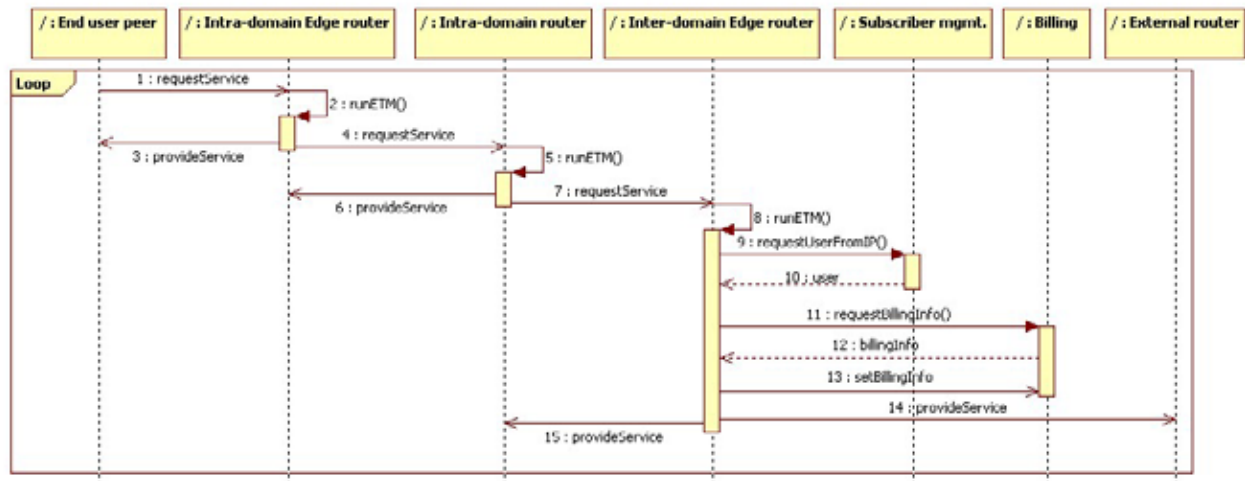 / : End user peer
/ : Intra-domain Edge router
/ : Intra-domain router
/ : Inter-domain Edge router
/ : Subscriber mgmt.
/ : Billing
/ : External router
Loop
1 : requestService
2 : runETM()
3 : provideService
4 : requestService
5 : runETM()
6 : provideService
7 : requestService
8 : runETM()
9 : requestUserFromIP()
10 : user
11 : requestBillingInfo()
12 : billingInfo
13 : setBillingInfo
14 : provideService
15 : provideService